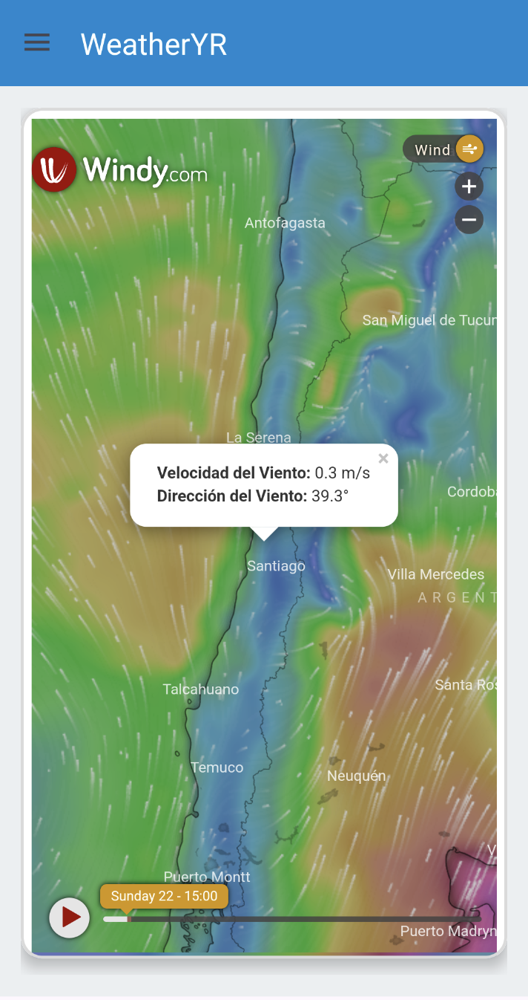 WeatherYR
Windy.com
Wind
+
−
Antofagasta
San Miguel de Tucum
La Serena
×
Velocidad del Viento: 0.3 m/s
Dirección del Viento: 39.3°
Cordoba
Santiago
Villa Mercedes
ARGENT
Santa Ros
Talcahuano
Temuco
Neuquén
V
Puerto Montt
Sunday 22 - 15:00
Puerto Madryn